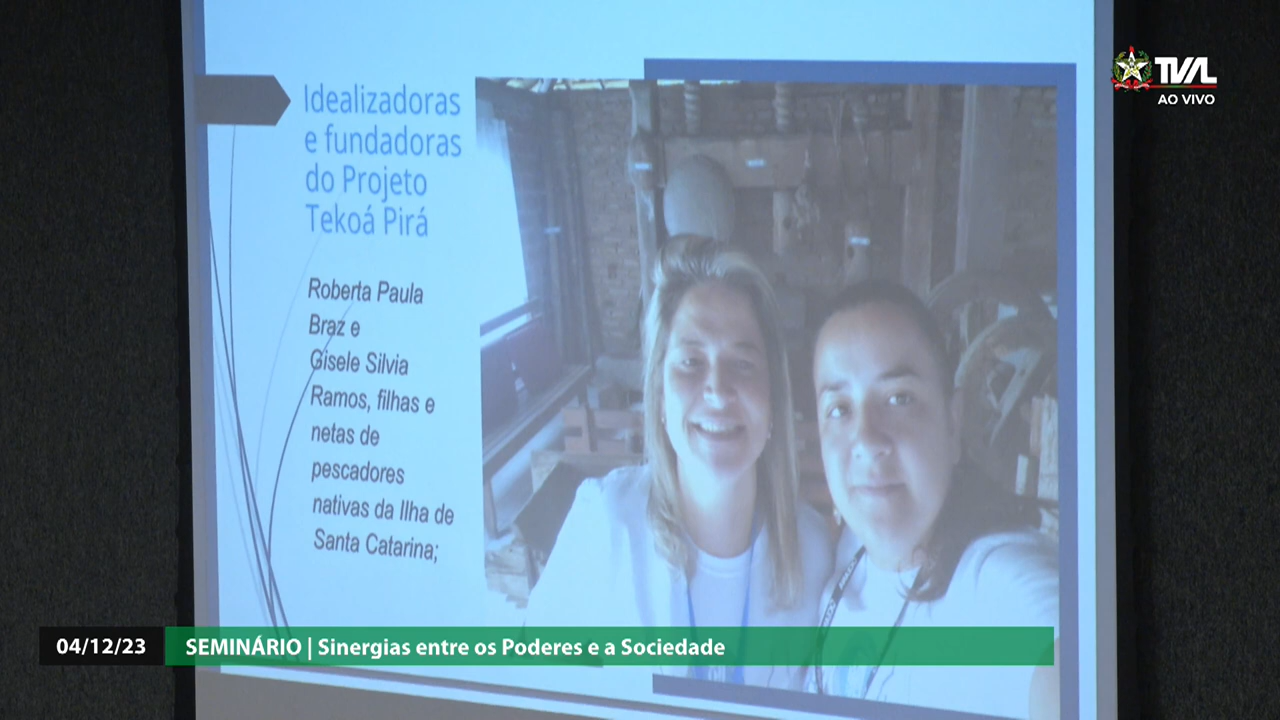 Idealizadoras
e fundadoras
do Projeto
Tekoá Pirá
Roberta Paula
Braz e
Gisele Silvia
Ramos, filhas e
netas de
pescadores
nativas da Ilha de
Santa Catarina;
TVAL
AO VIVO
04/12/23
SEMINÁRIO | Sinergias entre os Poderes e a Sociedade